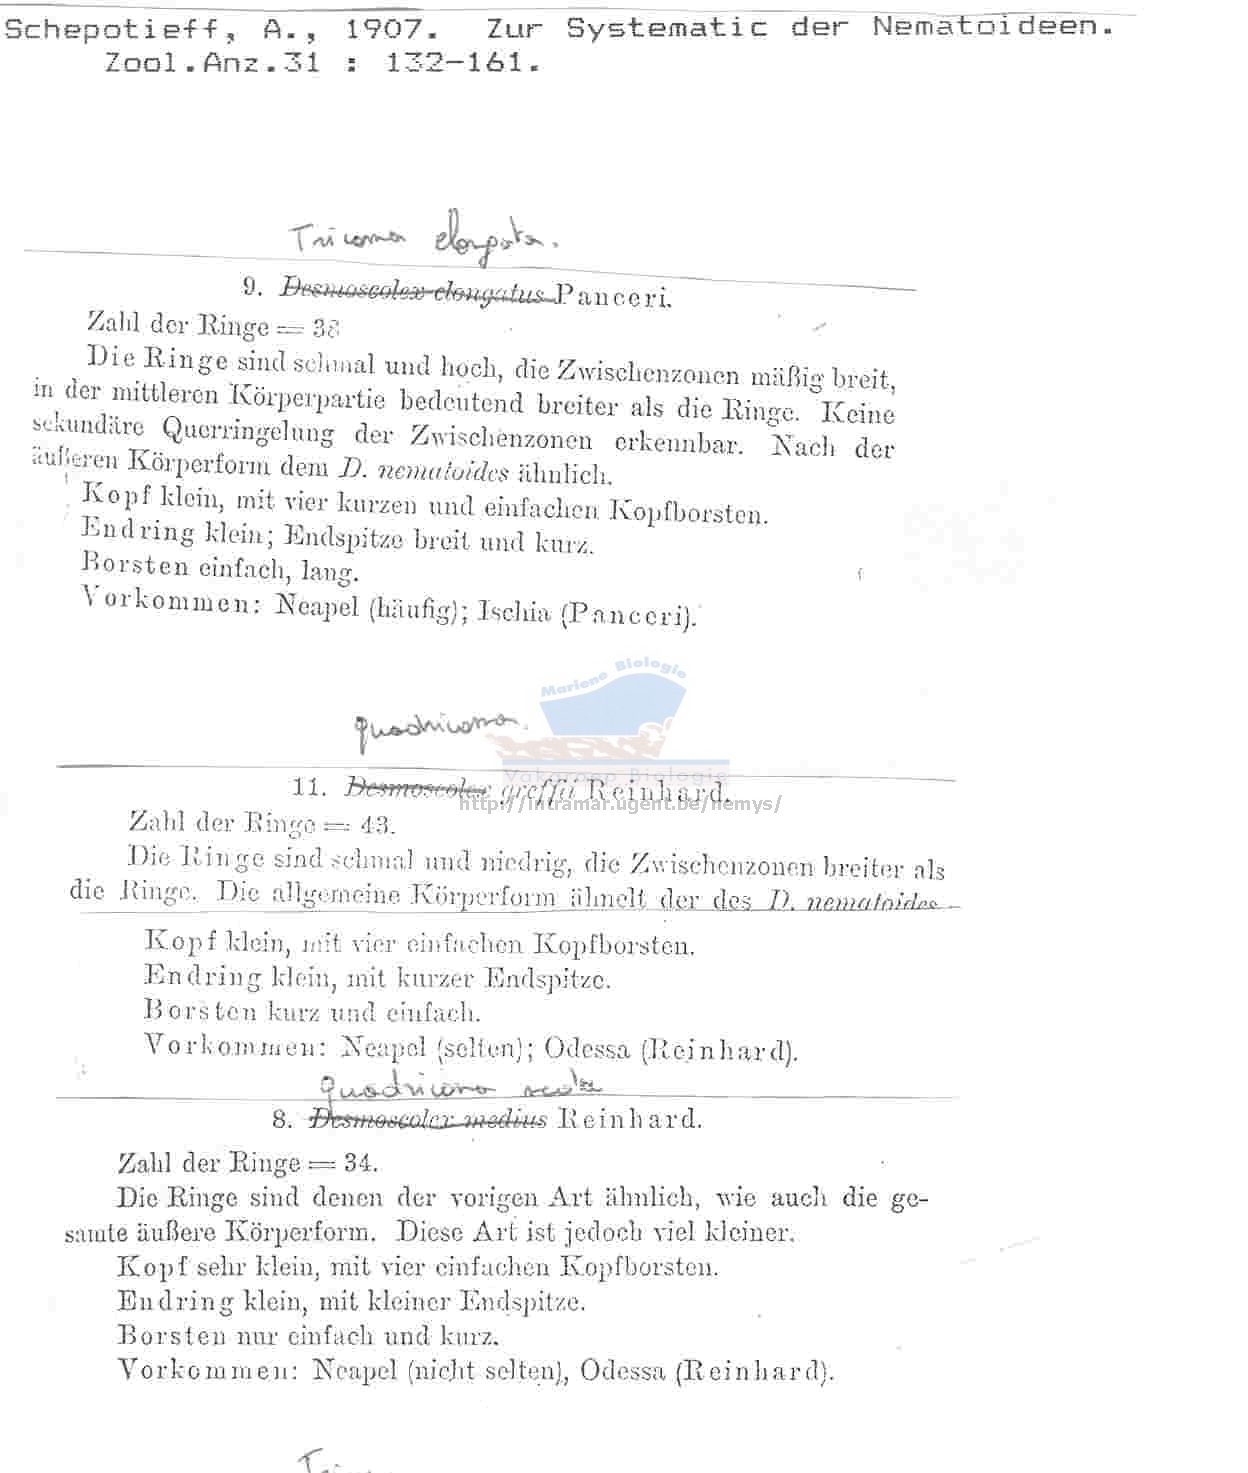 Schepotieff, A., 1907. Zur Systematic der Nematoideen.
Zool.Anz.31 : 132-161.
Tricoma elongata.
9. Desmoscolex elongatus Panceri.
Zahl der Ringe = 38
Die Ringe sind schmal und hoch, die Zwischenzonen mäßig breit,
in der mittleren Körperpartie bedeutend breiter als die Ringe. Keine
sekundäre Querringelung der Zwischenzonen erkennbar. Nach der
äußeren Körperform dem D. nematoides ähnlich.
Kopf klein, mit vier kurzen und einfachen Kopfborsten.
Endring klein; Endspitze breit und kurz.
Borsten einfach, lang.
Vorkommen: Neapel (häufig); Ischia (Panceri).
Mariene Biologie
quadricoma.
Vakgroep Biologie
11. Desmoscolex greffii Reinhard.
http://intramar.ugent.be/nemys/
Zahl der Ringe = 43.
Die Ringe sind schmal und niedrig, die Zwischenzonen breiter als
die Ringe. Die allgemeine Körperform ähnelt der des D. nematoides
Kopf klein, mit vier einfachen Kopfborsten.
Endring klein, mit kurzer Endspitze.
Borsten kurz und einfach.
Vorkommen: Neapel (selten); Odessa (Reinhard).
quadricoma
8. Desmoscolex medius Reinhard.
Zahl der Ringe = 34.
Die Ringe sind denen der vorigen Art ähnlich, wie auch die ge-
samte äußere Körperform. Diese Art ist jedoch viel kleiner.
Kopf sehr klein, mit vier einfachen Kopfborsten.
Endring klein, mit kleiner Endspitze.
Borsten nur einfach und kurz.
Vorkommen: Neapel (nicht selten), Odessa (Reinhard).